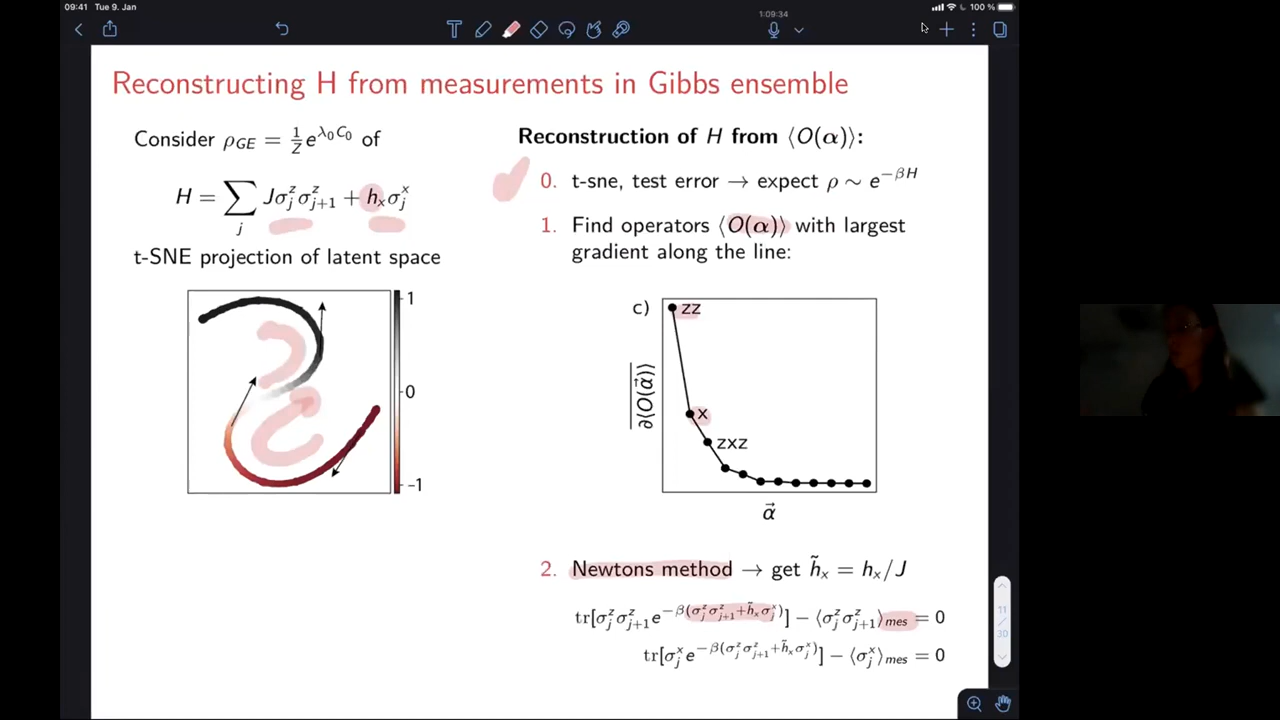 09:41 Tue 9. Jan
100 %
1:09:34
Reconstructing H from measurements in Gibbs ensemble
Consider ρ_GE = 1/Z e^{λ₀C₀} of
H = ∑_j Jσ_j^z σ_{j+1}^z + h_x σ_j^x
t-SNE projection of latent space
1
0
-1
Reconstruction of H from ⟨O(α)⟩:
0. t-sne, test error → expect ρ ∼ e^{-βH}
1. Find operators ⟨O(α)⟩ with largest
gradient along the line:
c)
zz
x
zxz
∂⟨O(α⃗)⟩
α⃗
2. Newtons method → get h̃_x = h_x/J
tr[σ_j^z σ_{j+1}^z e^{-β(σ_j^z σ_{j+1}^z + h̃_x σ_j^x)}] − ⟨σ_j^z σ_{j+1}^z⟩_mes = 0
tr[σ_j^x e^{-β(σ_j^z σ_{j+1}^z + h̃_x σ_j^x)}] − ⟨σ_j^x⟩_mes = 0
11
/
30